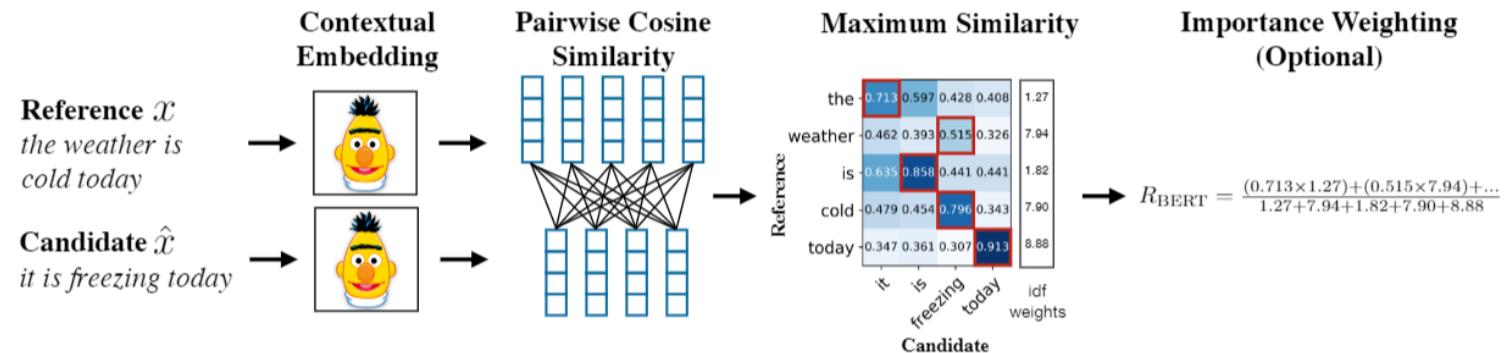 Contextual
Embedding
Pairwise Cosine
Similarity
Maximum Similarity
Importance Weighting
(Optional)
Reference x
the weather is
cold today
Candidate x̂
it is freezing today
Reference
the 0.713 0.597 0.428 0.408 1.27
weather 0.462 0.393 0.515 0.326 7.94
is 0.635 0.858 0.441 0.441 1.82
cold 0.479 0.454 0.796 0.343 7.90
today 0.347 0.361 0.307 0.913 8.88
it is freezing today
idf
weights
Candidate
R_BERT = (0.713×1.27)+(0.515×7.94)+... / 1.27+7.94+1.82+7.90+8.88